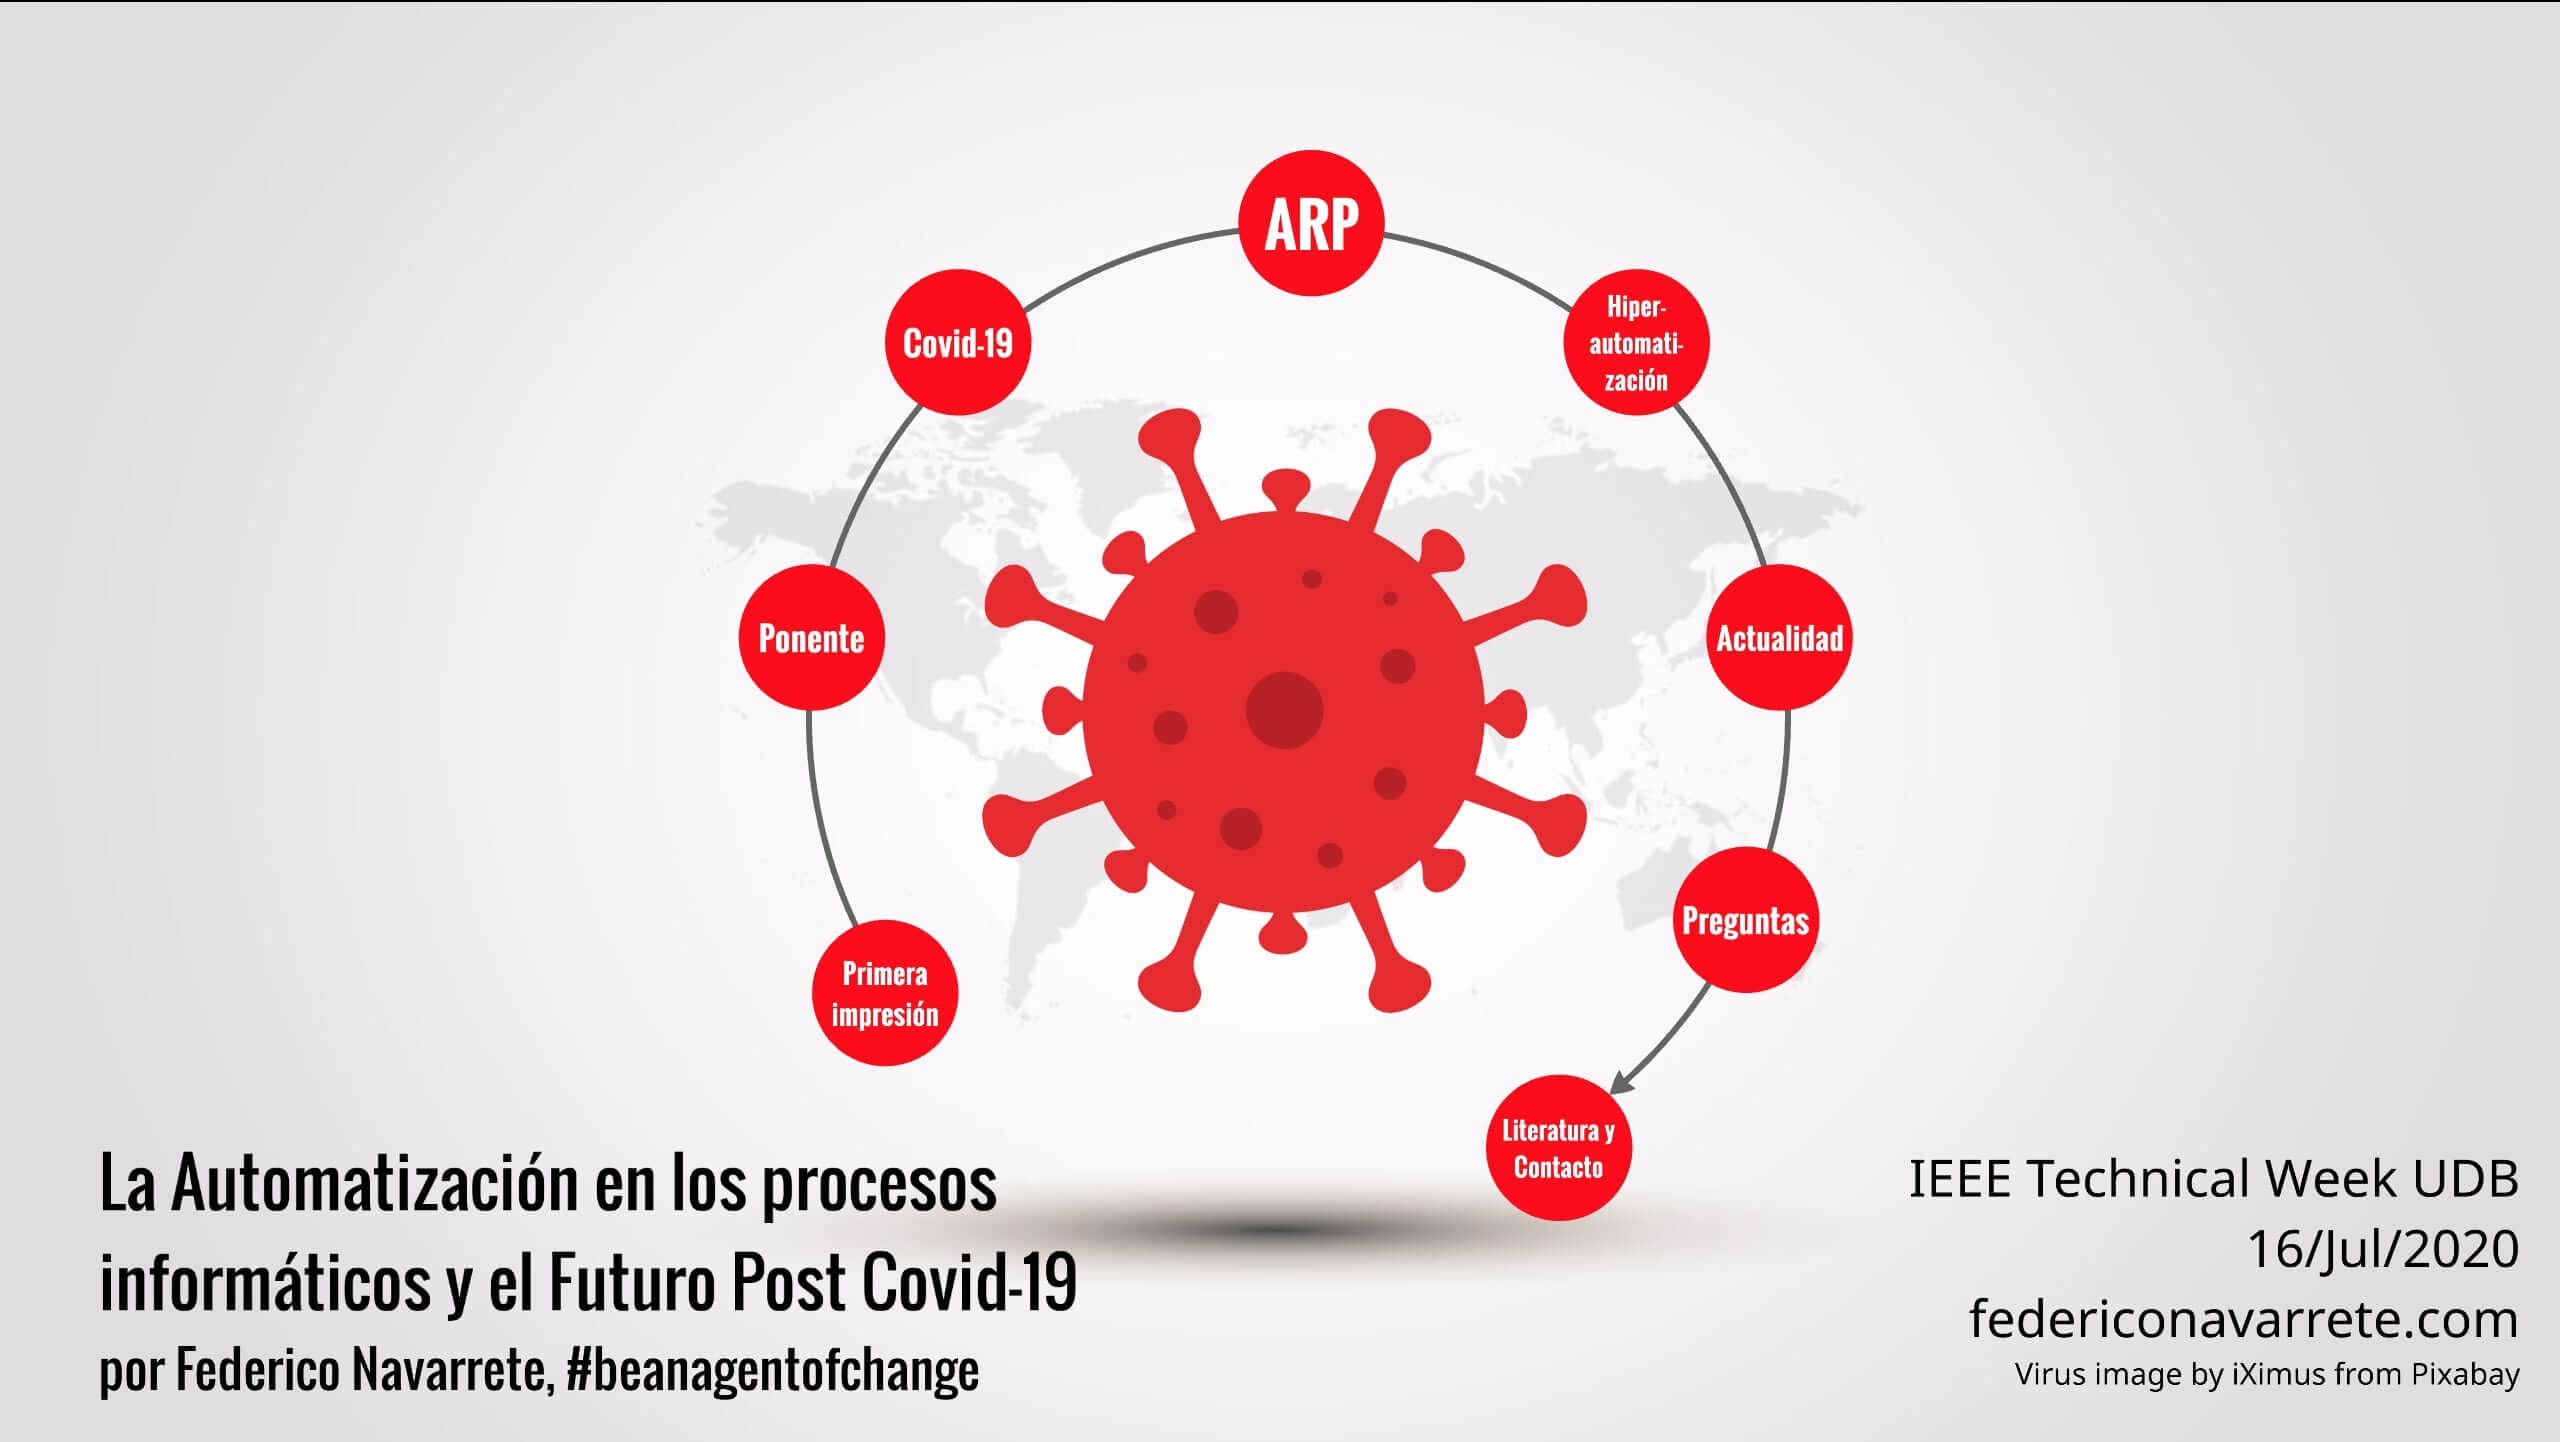 ARP
Covid-19
Hiper-
automati-
zación
Ponente
Actualidad
Preguntas
Primera
impresión
Literatura y
Contacto
La Automatización en los procesos
informáticos y el Futuro Post Covid-19
por Federico Navarrete, #beanagentofchange
IEEE Technical Week UDB
16/Jul/2020
federiconavarrete.com
Virus image by iXimus from Pixabay